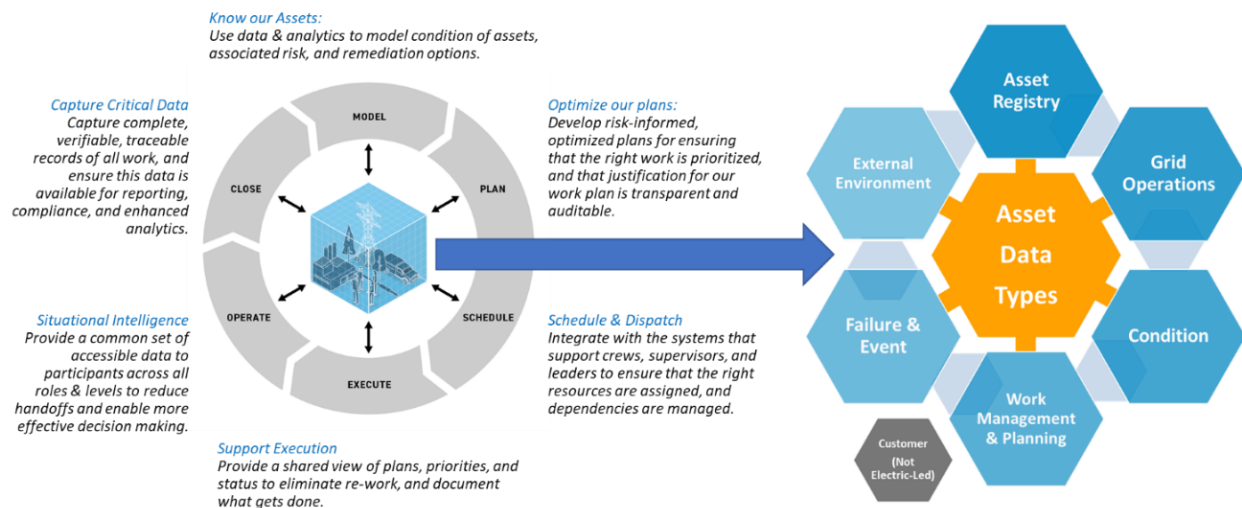 Know our Assets:
Use data & analytics to model condition of assets,
associated risk, and remediation options.
Capture Critical Data
Capture complete,
verifiable, traceable
records of all work, and
ensure this data is
available for reporting,
compliance, and enhanced
analytics.
Optimize our plans:
Develop risk-informed,
optimized plans for ensuring
that the right work is prioritized,
and that justification for our
work plan is transparent and
auditable.
MODEL
CLOSE
PLAN
OPERATE
SCHEDULE
EXECUTE
Situational Intelligence
Provide a common set of
accessible data to
participants across all
roles & levels to reduce
handoffs and enable more
effective decision making.
Schedule & Dispatch
Integrate with the systems that
support crews, supervisors, and
leaders to ensure that the right
resources are assigned, and
dependencies are managed.
Support Execution
Provide a shared view of plans, priorities, and
status to eliminate re-work, and document
what gets done.
Asset
Registry
External
Environment
Grid
Operations
Asset
Data
Types
Failure &
Event
Condition
Work
Management
& Planning
Customer
(Not
Electric-Led)